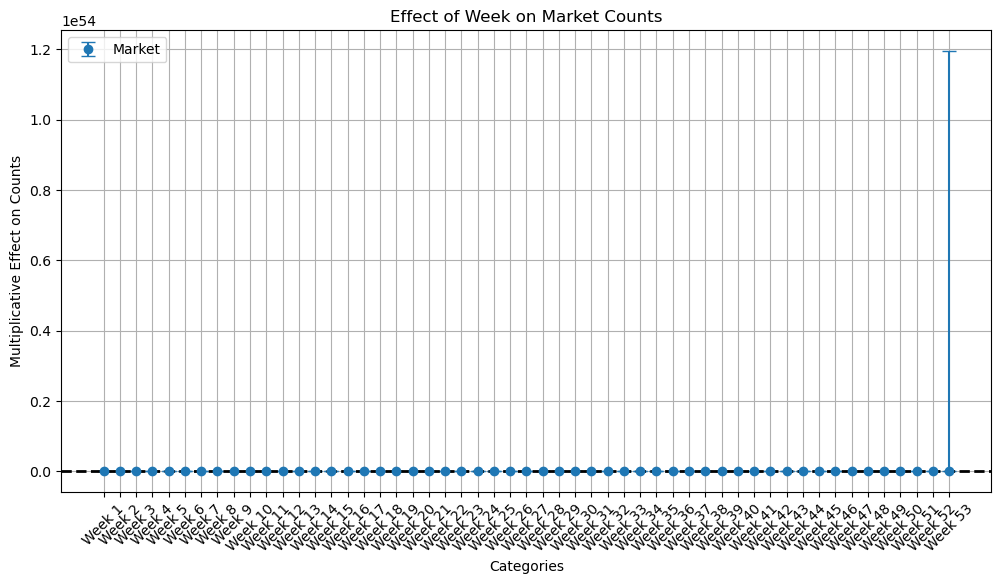 Effect of Week on Market Counts
1e54
Market
Multiplicative Effect on Counts
1.2
1.0
0.8
0.6
0.4
0.2
0.0
Week 1
Week 2
Week 3
Week 4
Week 5
Week 6
Week 7
Week 8
Week 9
Week 10
Week 11
Week 12
Week 13
Week 14
Week 15
Week 16
Week 17
Week 18
Week 19
Week 20
Week 21
Week 22
Week 23
Week 24
Week 25
Week 26
Week 27
Week 28
Week 29
Week 30
Week 31
Week 32
Week 33
Week 34
Week 35
Week 36
Week 37
Week 38
Week 39
Week 40
Week 41
Week 42
Week 43
Week 44
Week 45
Week 46
Week 47
Week 48
Week 49
Week 50
Week 51
Week 52
Week 53
Categories